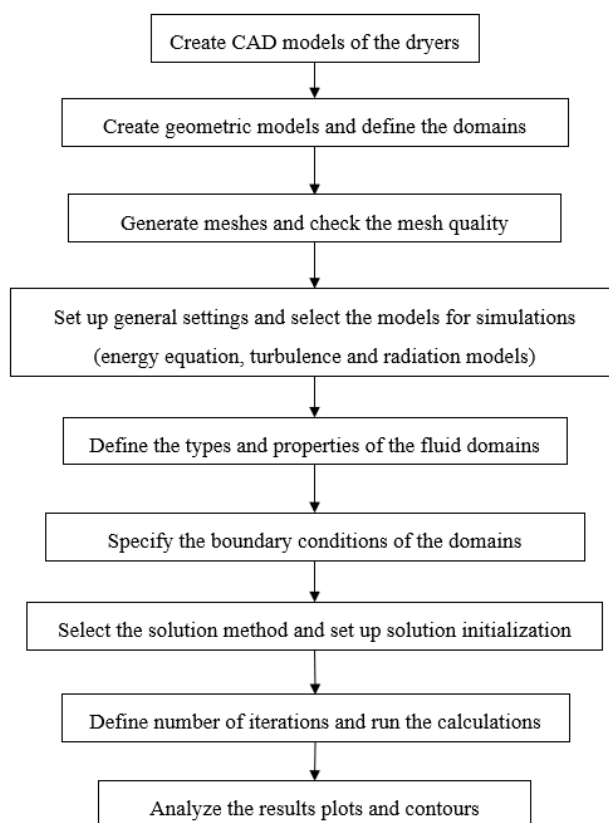 Create CAD models of the dryers
Create geometric models and define the domains
Generate meshes and check the mesh quality
Set up general settings and select the models for simulations
(energy equation, turbulence and radiation models)
Define the types and properties of the fluid domains
Specify the boundary conditions of the domains
Select the solution method and set up solution initialization
Define number of iterations and run the calculations
Analyze the results plots and contours